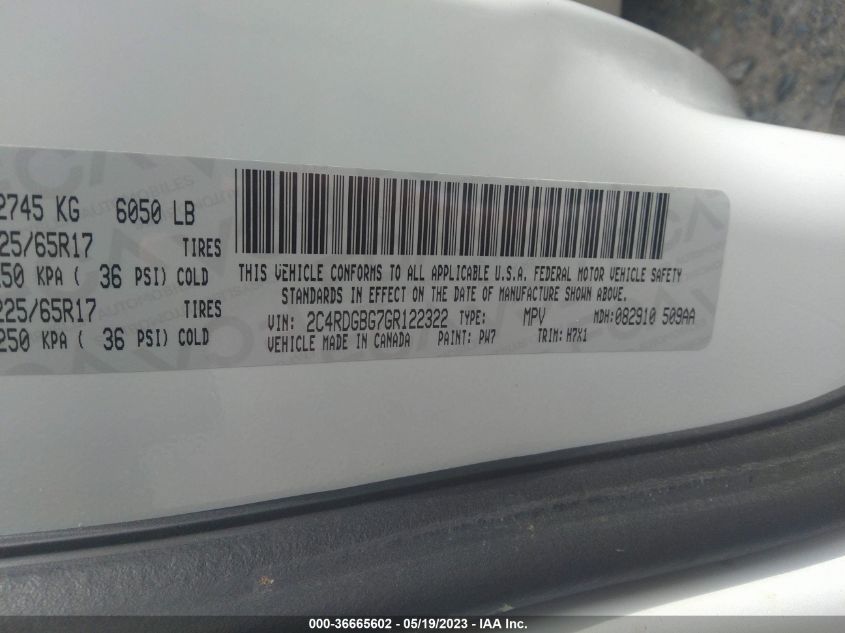 2745 KG 6050 LB
25/65R17 TIRES
250 KPA ( 36 PSI) COLD
225/65R17 TIRES
250 KPA ( 36 PSI) COLD
THIS VEHICLE CONFORMS TO ALL APPLICABLE U.S.A. FEDERAL MOTOR VEHICLE SAFETY
STANDARDS IN EFFECT ON THE DATE OF MANUFACTURE SHOWN ABOVE.
VIN: 2C4RDGBG7GR122322 TYPE: MPV MDH:082910 509AA
VEHICLE MADE IN CANADA PAINT: PW7 TRIM: H7X1
000-36665602 - 05/19/2023 - IAA Inc.